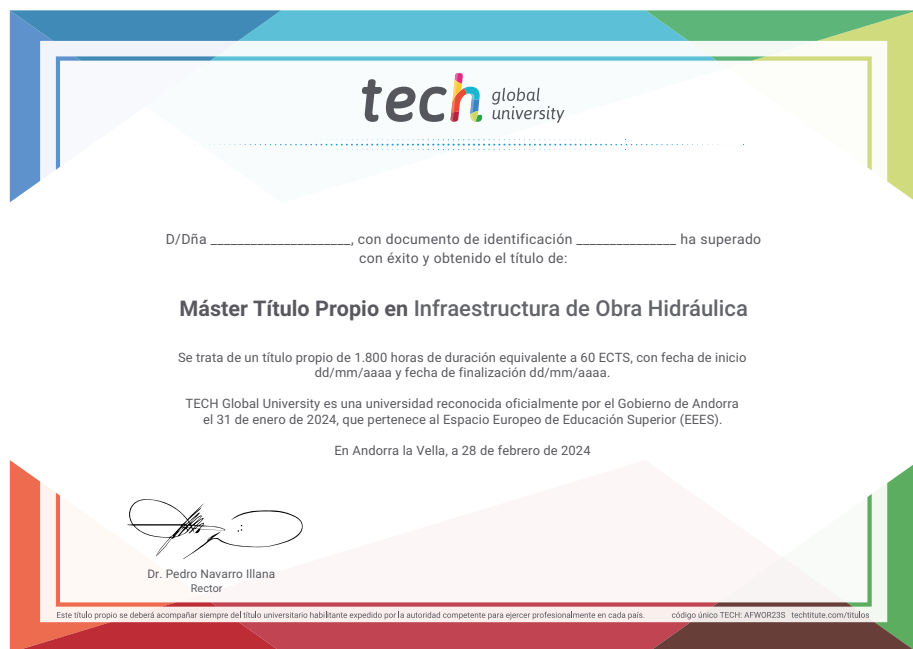 tech global
university
D/Dña _____________________, con documento de identificación _______________ ha superado
con éxito y obtenido el título de:
Máster Título Propio en Infraestructura de Obra Hidráulica
Se trata de un título propio de 1.800 horas de duración equivalente a 60 ECTS, con fecha de inicio
dd/mm/aaaa y fecha de finalización dd/mm/aaaa.
TECH Global University es una universidad reconocida oficialmente por el Gobierno de Andorra
el 31 de enero de 2024, que pertenece al Espacio Europeo de Educación Superior (EEES).
En Andorra la Vella, a 28 de febrero de 2024
Dr. Pedro Navarro Illana
Rector
Este título propio se deberá acompañar siempre del título universitario habilitante expedido por la autoridad competente para ejercer profesionalmente en cada país. código único TECH: AFWOR23S techtitute.com/titulos